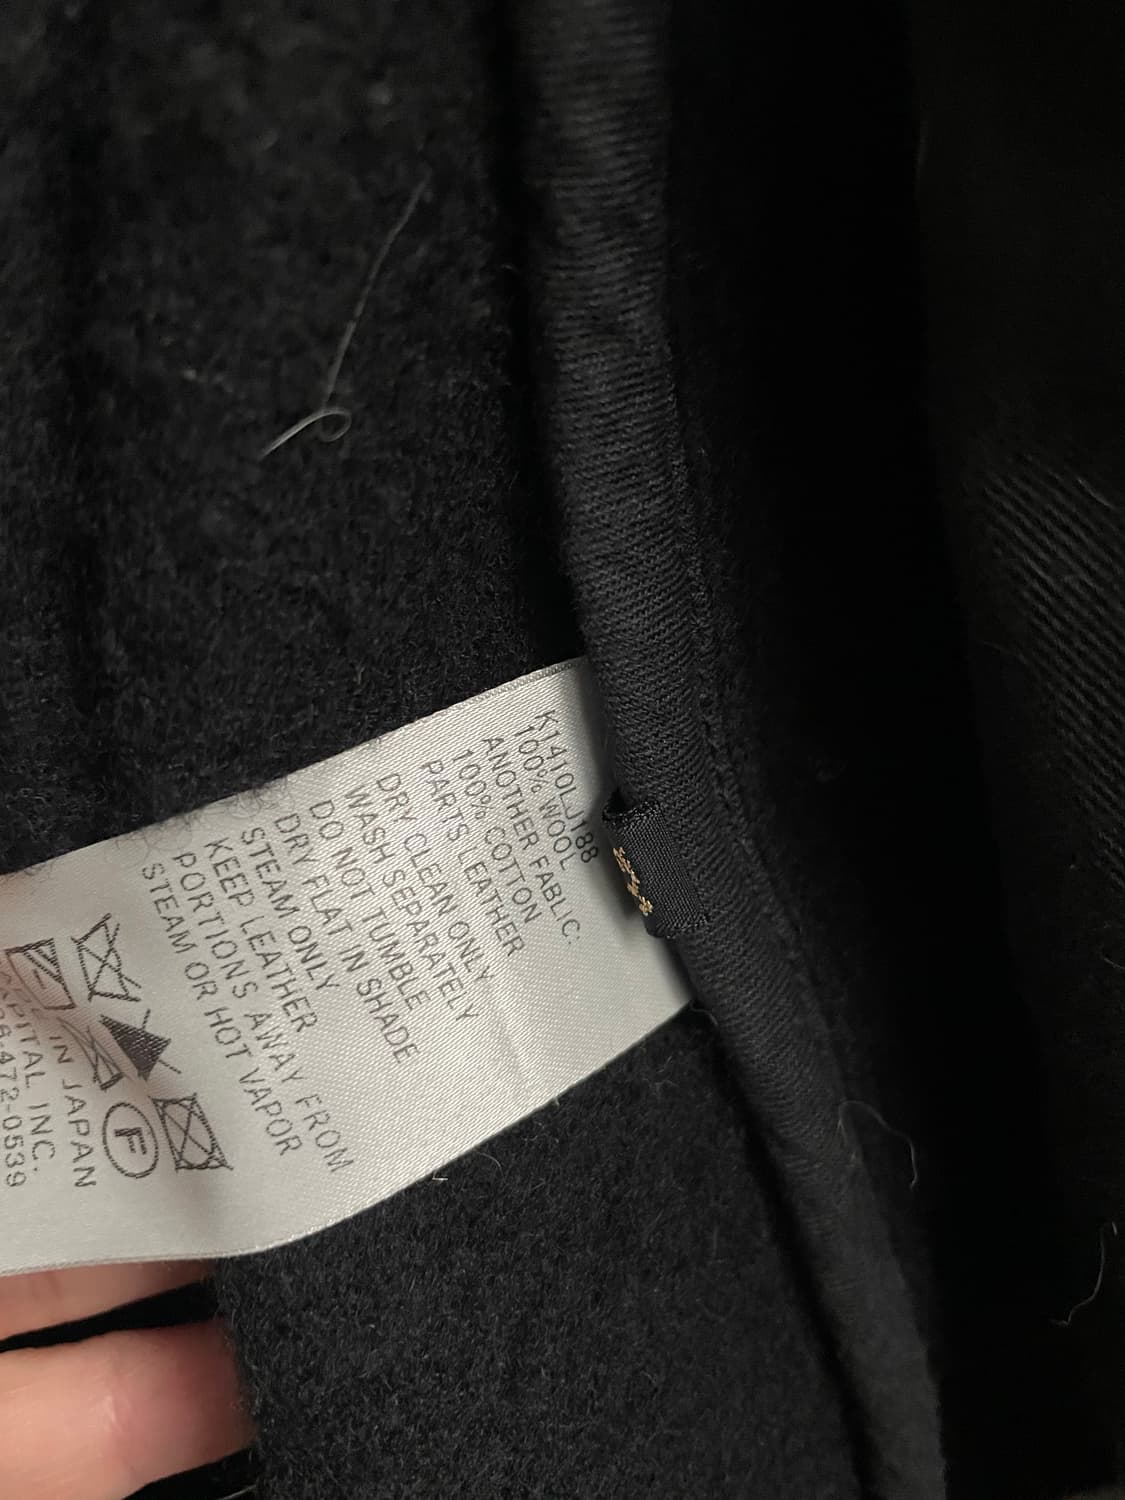 K1410LJ188
100% WOOL
ANOTHER FABLIC:
100% COTTON
PARTS LEATHER
DRY CLEAN ONLY
WASH SEPARATELY
DO NOT TUMBLE
DRY FLAT IN SHADE
STEAM ONLY
KEEP LEATHER
PORTIONS AWAY FROM
STEAM OR HOT VAPOR
F
IN JAPAN
APITAL INC.
472-0539